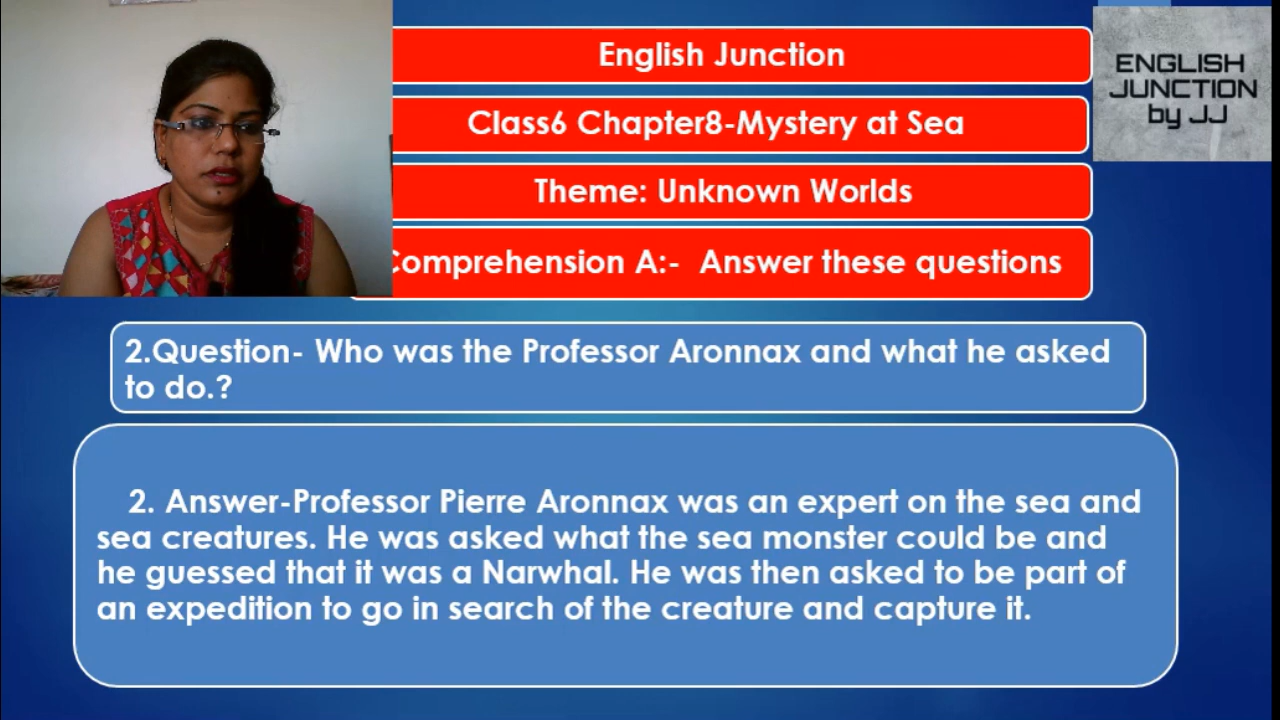 English Junction
ENGLISH
JUNCTION
by JJ
Class6 Chapter8-Mystery at Sea
Theme: Unknown Worlds
Comprehension A:- Answer these questions
2.Question- Who was the Professor Aronnax and what he asked
to do.?
2. Answer-Professor Pierre Aronnax was an expert on the sea and
sea creatures. He was asked what the sea monster could be and
he guessed that it was a Narwhal. He was then asked to be part of
an expedition to go in search of the creature and capture it.